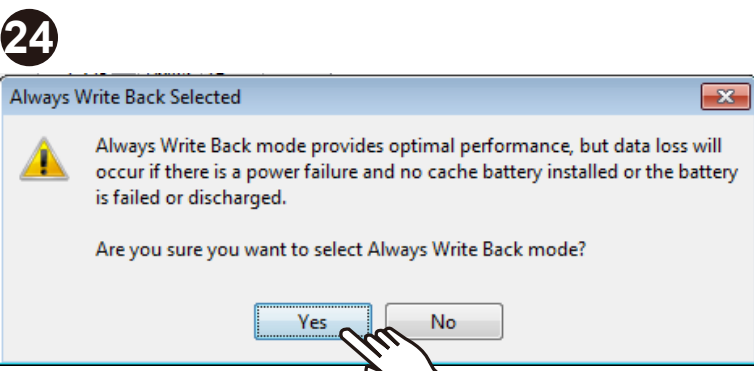 24
Always Write Back Selected
Always Write Back mode provides optimal performance, but data loss will
occur if there is a power failure and no cache battery installed or the battery
is failed or discharged.
Are you sure you want to select Always Write Back mode?
Yes No